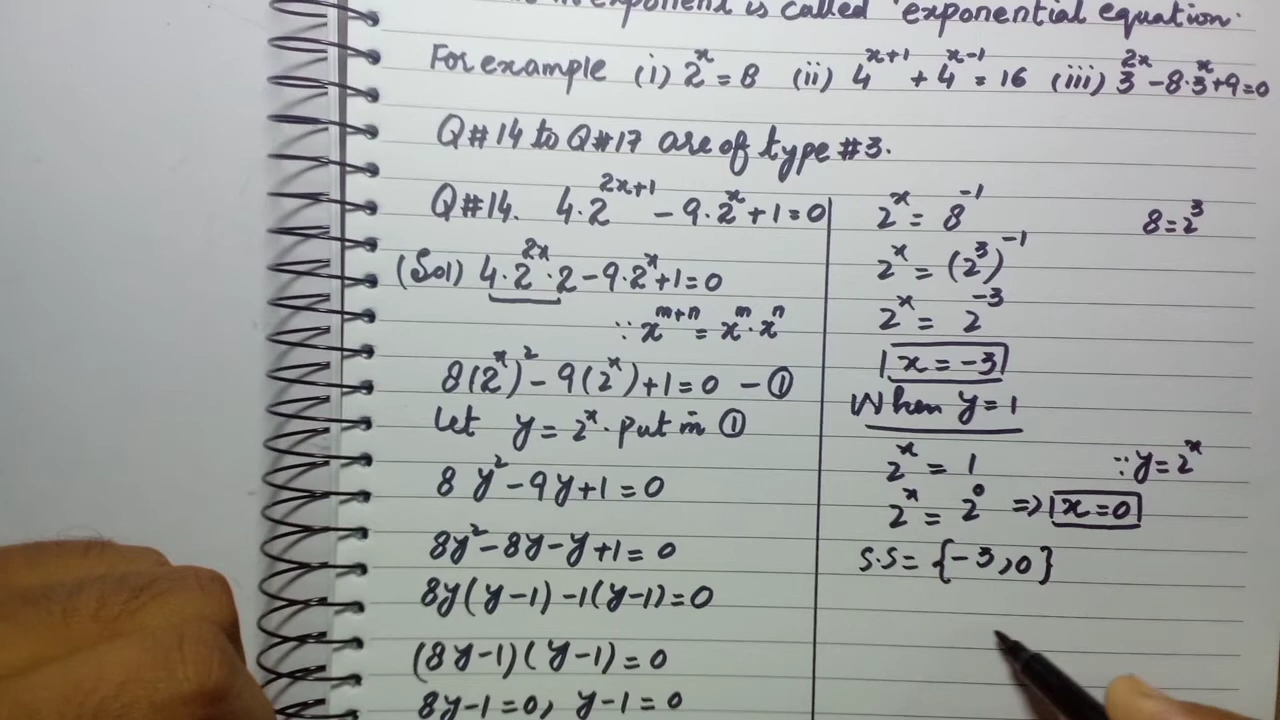 exponent is called exponential equation.
For example (i) 2^x = 8 (ii) 4^{x+1} + 4^{x-1} = 16 (iii) 3^{2x} - 8·3^x + 9 = 0
Q#14 to Q#17 are of type #3.
Q#14. 4·2^{2x+1} - 9·2^x + 1 = 0
(Sol) 4·2^{2x}·2 - 9·2^x + 1 = 0
∵ x^{m+n} = x^m·x^n
8(2^x)^2 - 9(2^x) + 1 = 0 - ①
Let y = 2^x. put in ①
8y^2 - 9y + 1 = 0
8y^2 - 8y - y + 1 = 0
8y(y-1) - 1(y-1) = 0
(8y-1)(y-1) = 0
8y-1=0, y-1=0
2^x = 8^{-1} 8 = 2^3
2^x = (2^3)^{-1}
2^x = 2^{-3}
x = -3
When y = 1
2^x = 1 ∵ y = 2^x
2^x = 2^0 => x = 0
S.S = {-3, 0}